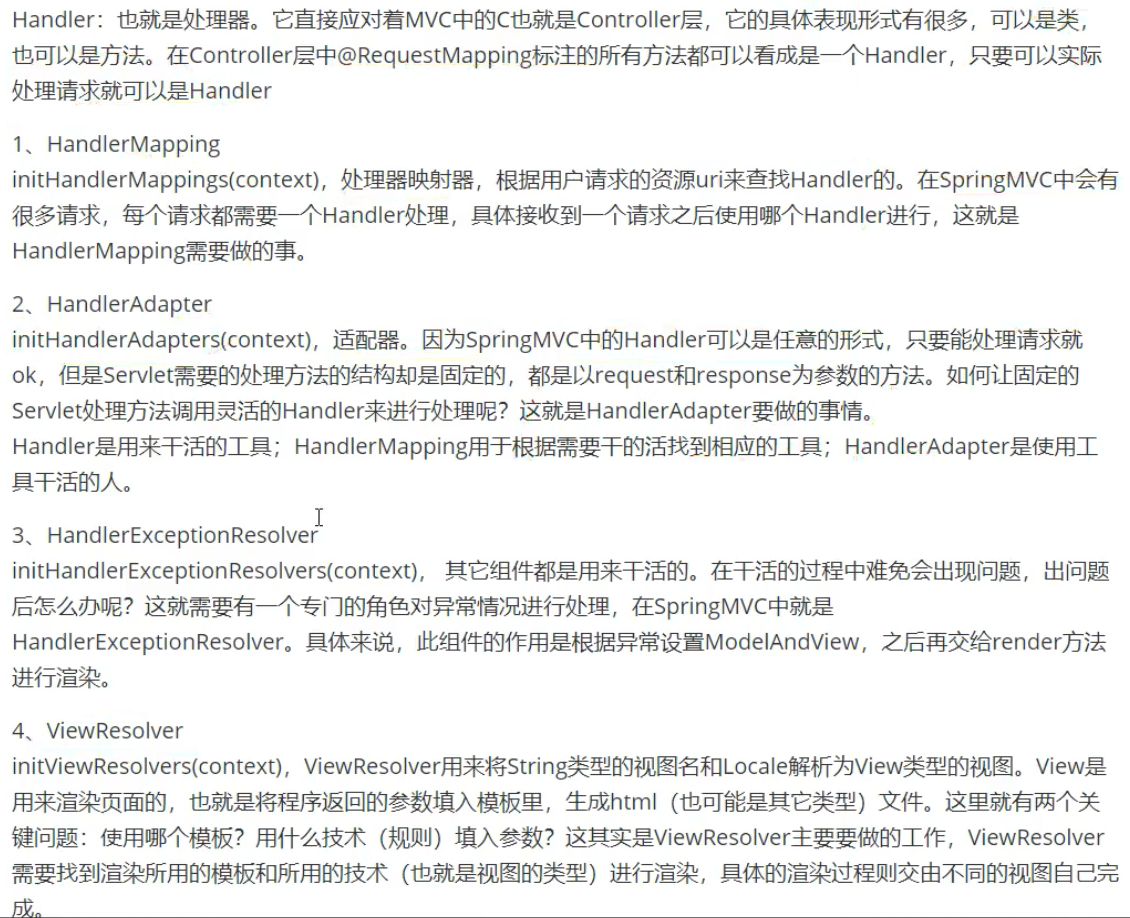 Handler：也就是处理器。它直接应对着MVC中的C也就是Controller层，它的具体表现形式有很多，可以是类，
也可以是方法。在Controller层中@RequestMapping标注的所有方法都可以看成是一个Handler，只要可以实际
处理请求就可以是Handler
1、HandlerMapping
initHandlerMappings(context)，处理器映射器，根据用户请求的资源uri来查找Handler的。在SpringMVC中会有
很多请求，每个请求都需要一个Handler处理，具体接收到一个请求之后使用哪个Handler进行，这就是
HandlerMapping需要做的事。
2、HandlerAdapter
initHandlerAdapters(context)，适配器。因为SpringMVC中的Handler可以是任意的形式，只要能处理请求就
ok，但是Servlet需要的处理方法的结构却是固定的，都是以request和response为参数的方法。如何让固定的
Servlet处理方法调用灵活的Handler来进行处理呢？这就是HandlerAdapter要做的事情。
Handler是用来干活的工具；HandlerMapping用于根据需要干的活找到相应的工具；HandlerAdapter是使用工
具干活的人。
3、HandlerExceptionResolver
initHandlerExceptionResolvers(context)， 其它组件都是用来干活的。在干活的过程中难免会出现问题，出问题
后怎么办呢？这就需要有一个专门的角色对异常情况进行处理，在SpringMVC中就是
HandlerExceptionResolver。具体来说，此组件的作用是根据异常设置ModelAndView，之后再交给render方法
进行渲染。
4、ViewResolver
initViewResolvers(context)，ViewResolver用来将String类型的视图名和Locale解析为View类型的视图。View是
用来渲染页面的，也就是将程序返回的参数填入模板里，生成html（也可能是其它类型）文件。这里就有两个关
键问题：使用哪个模板？用什么技术（规则）填入参数？这其实是ViewResolver主要要做的工作，ViewResolver
需要找到渲染所用的模板和所用的技术（也就是视图的类型）进行渲染，具体的渲染过程则交由不同的视图自己完
成。